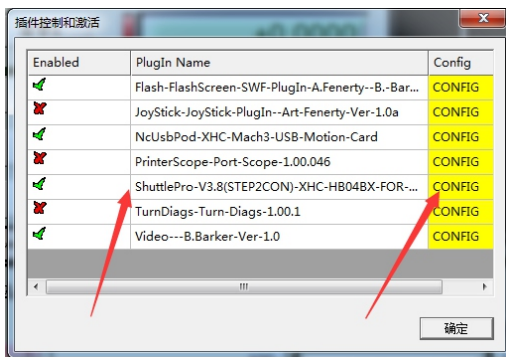 插件控制和激活
Enabled PlugIn Name Config
Flash-FlashScreen-SWF-PlugIn-A.Fenerty--B.-Bar... CONFIG
JoyStick-JoyStick-PlugIn--Art-Fenerty-Ver-1.0a CONFIG
NcUsbPod-XHC-Mach3-USB-Motion-Card CONFIG
PrinterScope-Port-Scope-1.00.046 CONFIG
ShuttlePro-V3.8(STEP2CON)-XHC-HB04BX-FOR-... CONFIG
TurnDiags-Turn-Diags-1.00.1 CONFIG
Video---B.Barker-Ver-1.0 CONFIG
确定